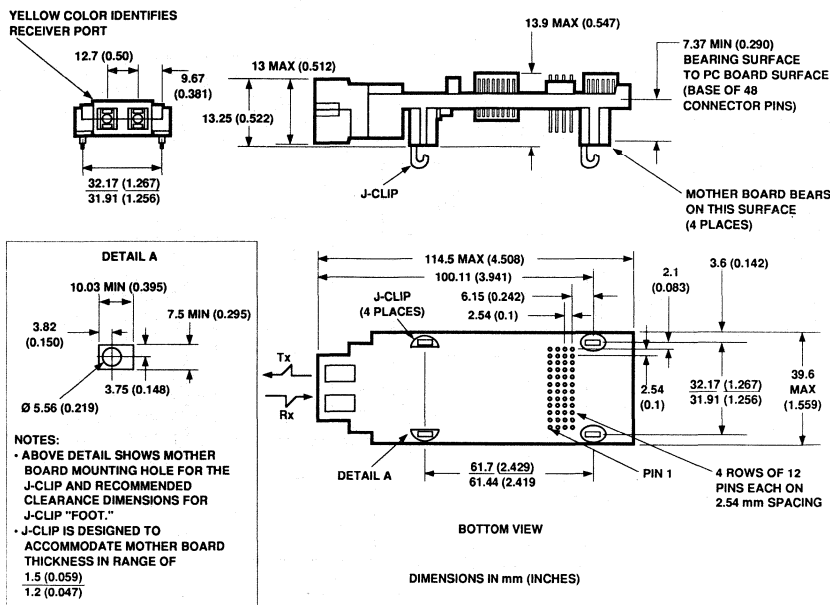 YELLOW COLOR IDENTIFIES
RECEIVER PORT
12.7 (0.50)
9.67
(0.381)
32.17 (1.267)
31.91 (1.256)
13 MAX (0.512)
13.25 (0.522)
13.9 MAX (0.547)
J-CLIP
7.37 MIN (0.290)
BEARING SURFACE
TO PC BOARD SURFACE
(BASE OF 48
CONNECTOR PINS)
MOTHER BOARD BEARS
ON THIS SURFACE
(4 PLACES)
DETAIL A
10.03 MIN (0.395)
7.5 MIN (0.295)
3.82
(0.150)
3.75 (0.148)
Ø 5.56 (0.219)
NOTES:
• ABOVE DETAIL SHOWS MOTHER
BOARD MOUNTING HOLE FOR THE
J-CLIP AND RECOMMENDED
CLEARANCE DIMENSIONS FOR
J-CLIP "FOOT."
• J-CLIP IS DESIGNED TO
ACCOMMODATE MOTHER BOARD
THICKNESS IN RANGE OF
1.5 (0.059)
1.2 (0.047)
114.5 MAX (4.508)
100.11 (3.941)
J-CLIP
(4 PLACES)
6.15 (0.242)
2.54 (0.1)
2.1
(0.083)
3.6 (0.142)
Tx
Rx
2.54
(0.1)
32.17 (1.267)
31.91 (1.256)
39.6
MAX
(1.559)
DETAIL A
61.7 (2.429)
61.44 (2.419
PIN 1
4 ROWS OF 12
PINS EACH ON
2.54 mm SPACING
BOTTOM VIEW
DIMENSIONS IN mm (INCHES)